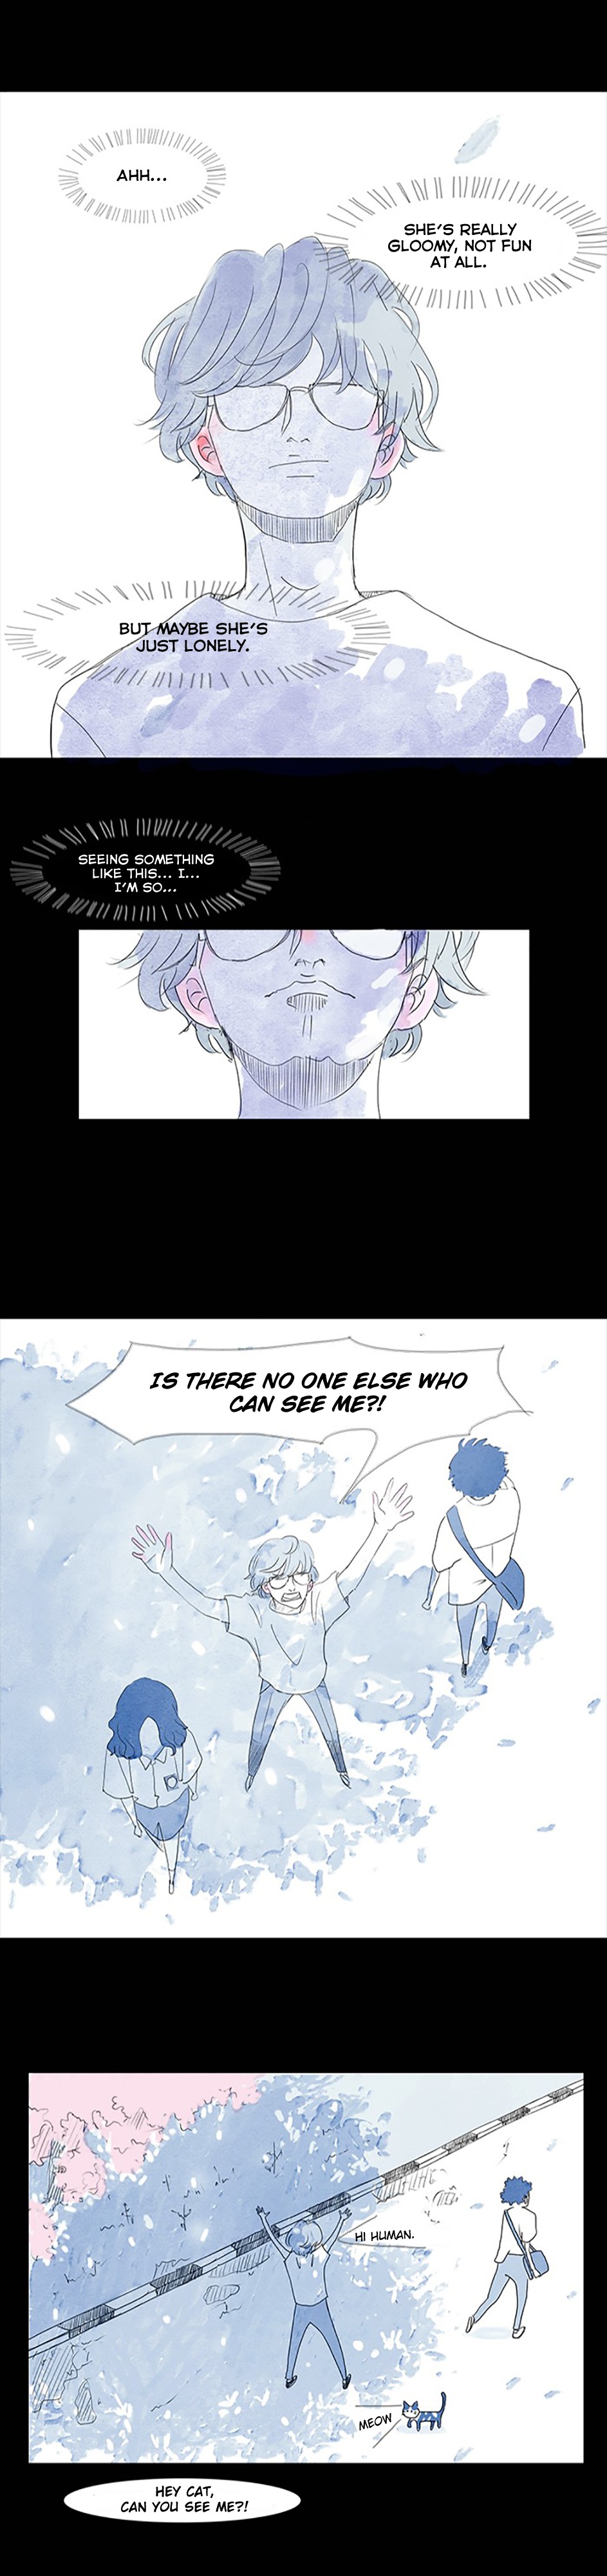 AHH...
SHE'S REALLY
GLOOMY, NOT FUN
AT ALL.
BUT MAYBE SHE'S
JUST LONELY.
SEEING SOMETHING
LIKE THIS... I...
I'M SO...
IS THERE NO ONE ELSE WHO
CAN SEE ME?!
HI HUMAN.
MEOW
HEY CAT,
CAN YOU SEE ME?!